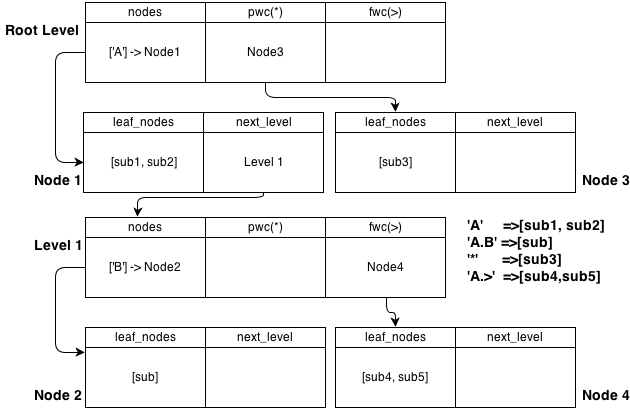 nodes pwc(*) fwc(>)
Root Level
['A'] -> Node1 Node3
leaf_nodes next_level leaf_nodes next_level
[sub1, sub2] Level 1 [sub3]
Node 1 Node 3
nodes pwc(*) fwc(>)
'A' =>[sub1, sub2]
Level 1
'A.B' =>[sub]
['B'] -> Node2 Node4
'*' =>[sub3]
'A.>' =>[sub4,sub5]
leaf_nodes next_level leaf_nodes next_level
[sub] [sub4, sub5]
Node 2 Node 4